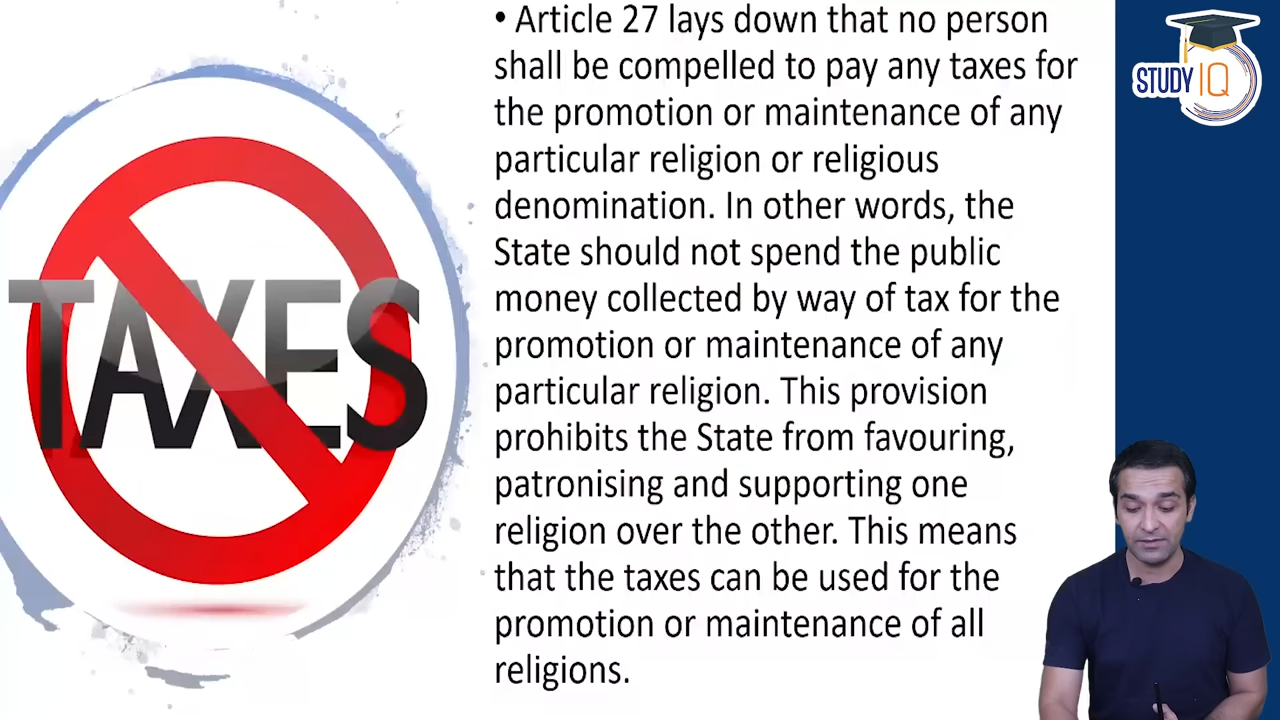 TAXES
• Article 27 lays down that no person
shall be compelled to pay any taxes for
the promotion or maintenance of any
particular religion or religious
denomination. In other words, the
State should not spend the public
money collected by way of tax for the
promotion or maintenance of any
particular religion. This provision
prohibits the State from favouring,
patronising and supporting one
religion over the other. This means
that the taxes can be used for the
promotion or maintenance of all
religions.
STUDY IQ